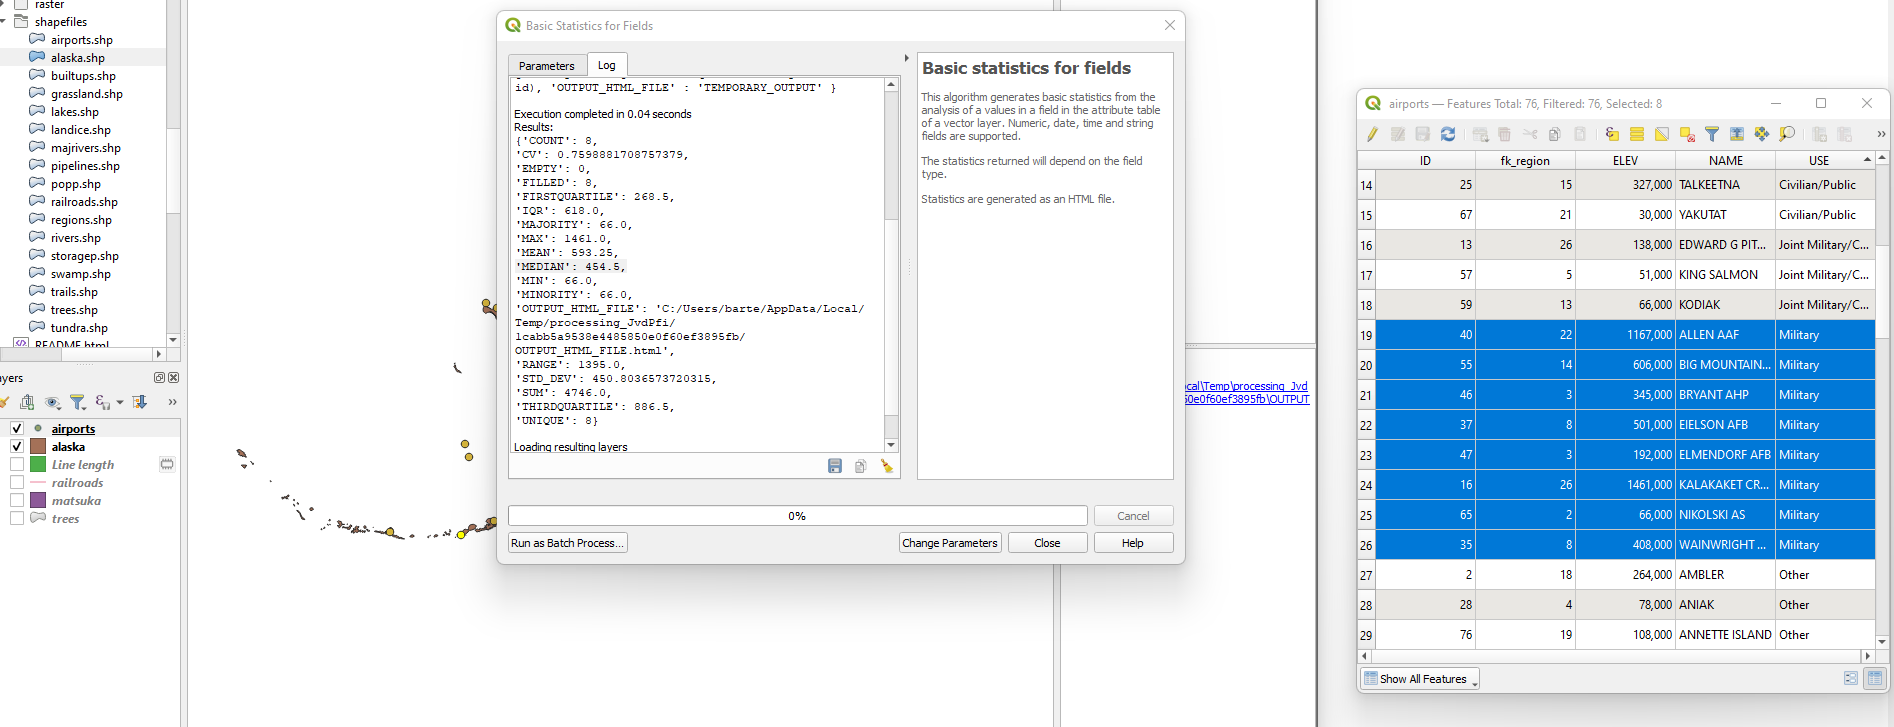 raster
shapefiles
airports.shp
alaska.shp
builtups.shp
grassland.shp
lakes.shp
landice.shp
majrivers.shp
pipelines.shp
popp.shp
railroads.shp
regions.shp
rivers.shp
storagep.shp
swamp.shp
trails.shp
trees.shp
tundra.shp
README.html
ayers
airports
alaska
Line length
railroads
matsuka
trees
Basic Statistics for Fields
Parameters
Log
id), 'OUTPUT_HTML_FILE' : 'TEMPORARY_OUTPUT' }
Execution completed in 0.04 seconds
Results:
{'COUNT': 8,
'CV': 0.7598881708757379,
'EMPTY': 0,
'FILLED': 8,
'FIRSTQUARTILE': 268.5,
'IQR': 618.0,
'MAJORITY': 66.0,
'MAX': 1461.0,
'MEAN': 593.25,
'MEDIAN': 454.5,
'MIN': 66.0,
'MINORITY': 66.0,
'OUTPUT_HTML_FILE': 'C:/Users/barte/AppData/Local/
Temp/processing_JvdPfi/
1cabb5a9538e4485850e0f60ef3895fb/
OUTPUT_HTML_FILE.html',
'RANGE': 1395.0,
'STD_DEV': 450.8036573720315,
'SUM': 4746.0,
'THIRDQUARTILE': 886.5,
'UNIQUE': 8}
Loading resulting layers
Basic statistics for fields
This algorithm generates basic statistics from the
analysis of a values in a field in the attribute table
of a vector layer. Numeric, date, time and string
fields are supported.
The statistics returned will depend on the field
type.
Statistics are generated as an HTML file.
0%
Cancel
Run as Batch Process...
Change Parameters
Close
Help
ocal\Temp\processing_Jvd
50e0f60ef3895fb\OUTPUT
airports — Features Total: 76, Filtered: 76, Selected: 8
ID fk_region ELEV NAME USE
14 25 15 327,000 TALKEETNA Civilian/Public
15 67 21 30,000 YAKUTAT Civilian/Public
16 13 26 138,000 EDWARD G PIT... Joint Military/C...
17 57 5 51,000 KING SALMON Joint Military/C...
18 59 13 66,000 KODIAK Joint Military/C...
19 40 22 1167,000 ALLEN AAF Military
20 55 14 606,000 BIG MOUNTAIN... Military
21 46 3 345,000 BRYANT AHP Military
22 37 8 501,000 EIELSON AFB Military
23 47 3 192,000 ELMENDORF AFB Military
24 16 26 1461,000 KALAKAKET CR... Military
25 65 2 66,000 NIKOLSKI AS Military
26 35 8 408,000 WAINWRIGHT ... Military
27 2 18 264,000 AMBLER Other
28 28 4 78,000 ANIAK Other
29 76 19 108,000 ANNETTE ISLAND Other
Show All Features